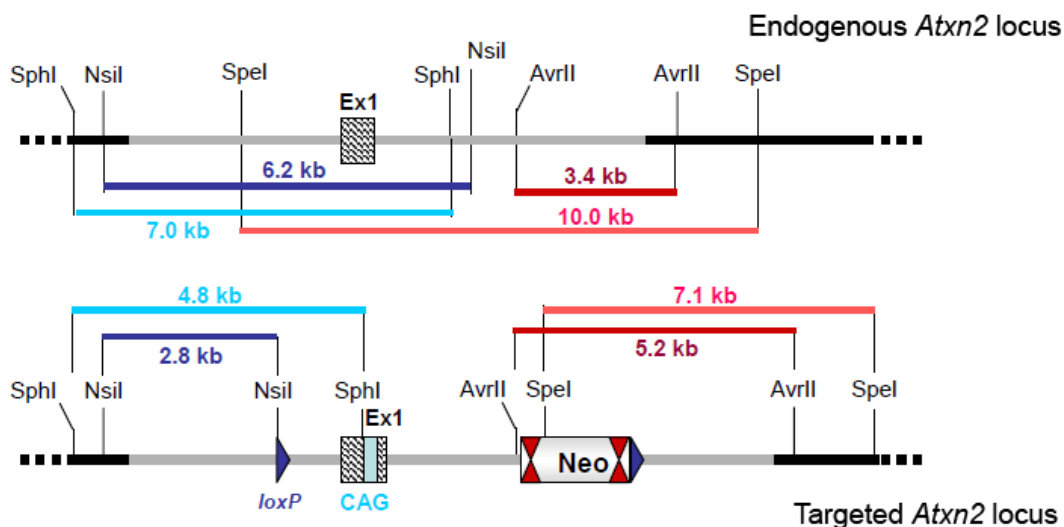 Endogenous Atxn2 locus
NsiI
SphI NsiI SpeI SphI AvrII AvrII SpeI
Ex1
6.2 kb 3.4 kb
7.0 kb 10.0 kb
4.8 kb 7.1 kb
2.8 kb 5.2 kb
SphI NsiI NsiI SphI AvrII SpeI AvrII SpeI
Ex1
Neo
loxP CAG
Targeted Atxn2 locus